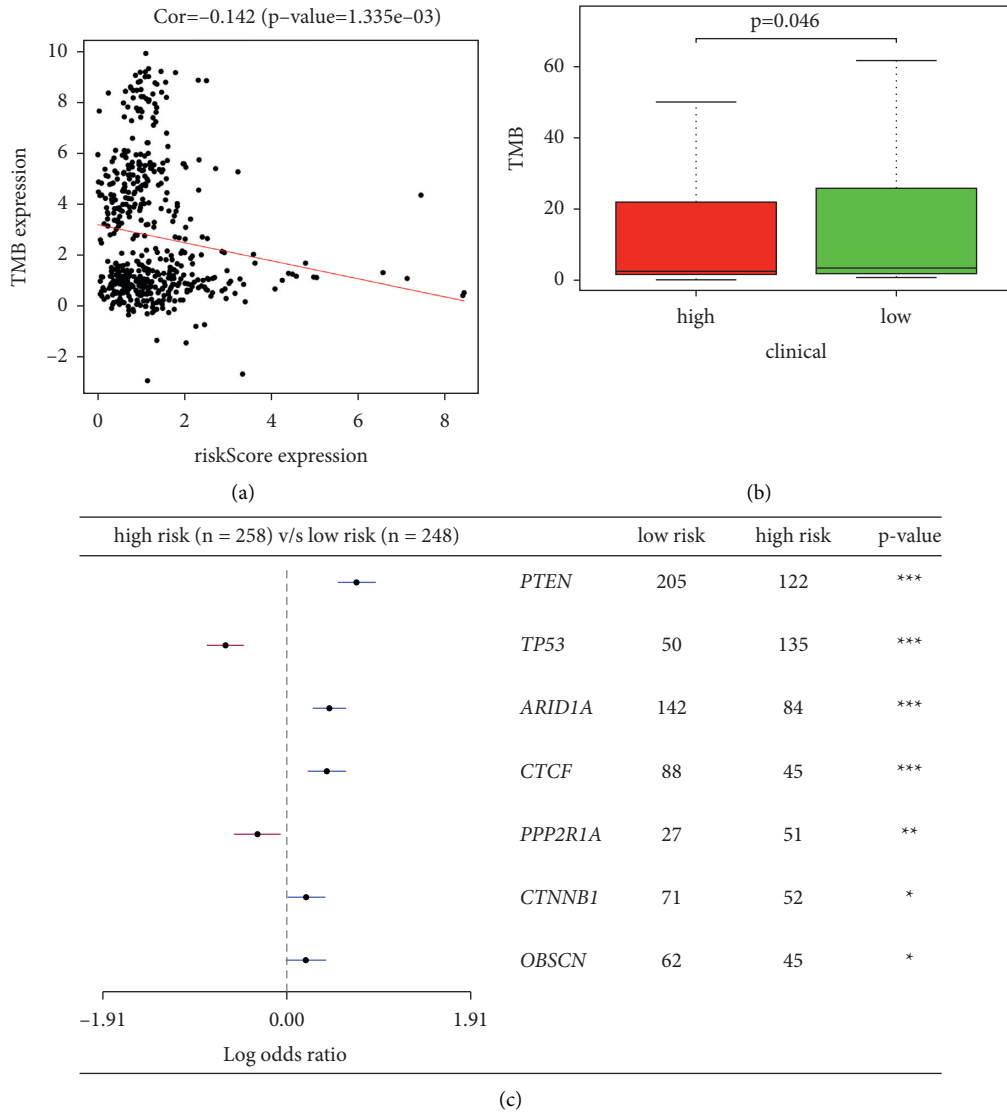 Cor=–0.142 (p–value=1.335e–03)
10
8
6
4
2
0
–2
TMB expression
0 2 4 6 8
riskScore expression
(a)
p=0.046
60
40
20
0
TMB
high low
clinical
(b)
high risk (n = 258) v/s low risk (n = 248) low risk high risk p-value
PTEN 205 122 ***
TP53 50 135 ***
ARID1A 142 84 ***
CTCF 88 45 ***
PPP2R1A 27 51 **
CTNNB1 71 52 *
OBSCN 62 45 *
–1.91 0.00 1.91
Log odds ratio
(c)